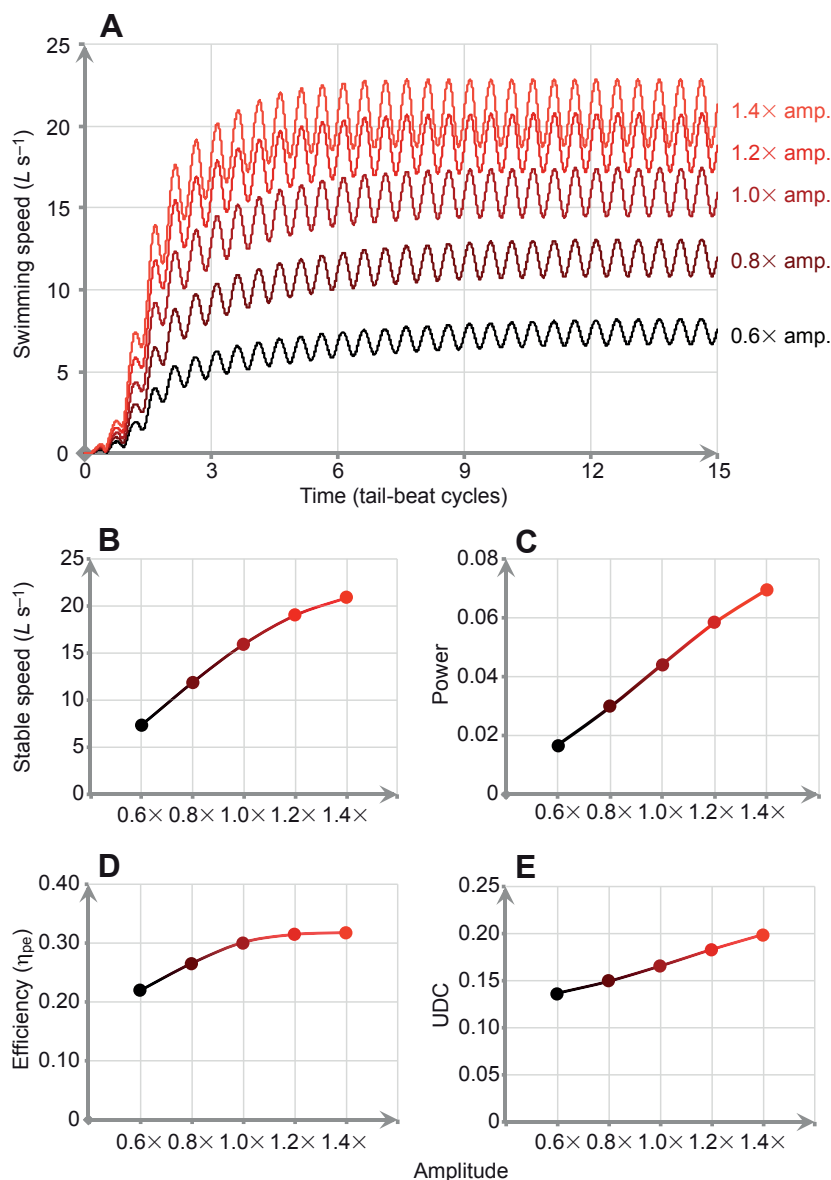 A
25
20
15
10
5
0
Swimming speed (L s–1)
1.4× amp.
1.2× amp.
1.0× amp.
0.8× amp.
0.6× amp.
0 3 6 9 12 15
Time (tail-beat cycles)
B
25
20
15
10
5
0
Stable speed (L s–1)
0.6× 0.8× 1.0× 1.2× 1.4×
C
0.08
0.06
0.04
0.02
0
Power
0.6× 0.8× 1.0× 1.2× 1.4×
D
0.40
0.30
0.20
0.10
0
Efficiency (ηpe)
0.6× 0.8× 1.0× 1.2× 1.4×
E
0.25
0.20
0.15
0.10
0.05
0
UDC
0.6× 0.8× 1.0× 1.2× 1.4×
Amplitude